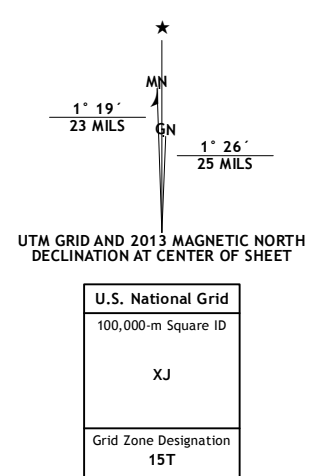 MN
1° 19´
23 MILS
GN
1° 26´
25 MILS
UTM GRID AND 2013 MAGNETIC NORTH
DECLINATION AT CENTER OF SHEET
U.S. National Grid
100,000-m Square ID
XJ
Grid Zone Designation
15T